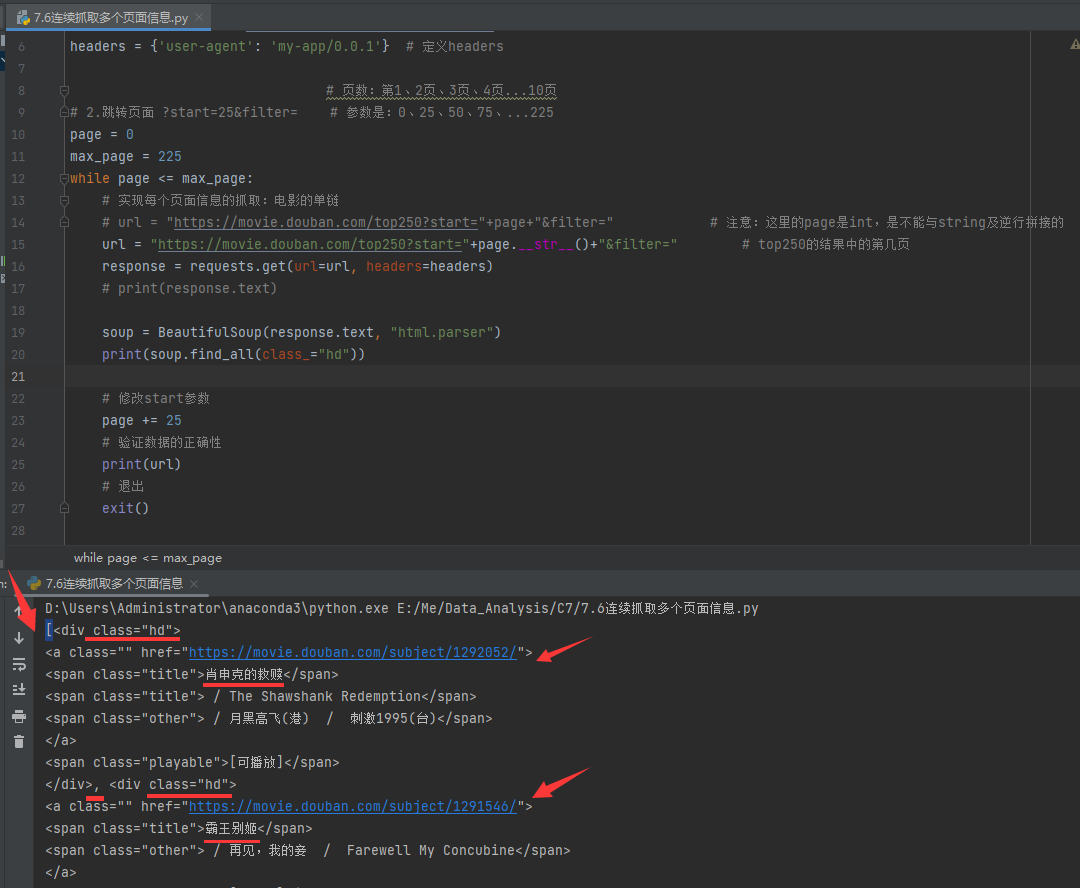 7.6连续抓取多个页面信息.py
6 headers = {'user-agent': 'my-app/0.0.1'}  # 定义headers
7
8 # 页数：第1、2页、3页、4页...10页
9 # 2.跳转页面 ?start=25&filter=    # 参数是：0、25、50、75、...225
10 page = 0
11 max_page = 225
12 while page <= max_page:
13 # 实现每个页面信息的抓取：电影的单链
14 # url = "https://movie.douban.com/top250?start="+page+"&filter="    # 注意：这里的page是int，是不能与string及逆行拼接的
15 url = "https://movie.douban.com/top250?start="+page.__str__()+"&filter="    # top250的结果中的第几页
16 response = requests.get(url=url, headers=headers)
17 # print(response.text)
18
19 soup = BeautifulSoup(response.text, "html.parser")
20 print(soup.find_all(class_="hd"))
21
22 # 修改start参数
23 page += 25
24 # 验证数据的正确性
25 print(url)
26 # 退出
27 exit()
28
while page <= max_page
n: 7.6连续抓取多个页面信息
D:\Users\Administrator\anaconda3\python.exe E:/Me/Data_Analysis/C7/7.6连续抓取多个页面信息.py
[<div class="hd">
<a class="" href="https://movie.douban.com/subject/1292052/">
<span class="title">肖申克的救赎</span>
<span class="title"> / The Shawshank Redemption</span>
<span class="other"> / 月黑高飞(港)  /  刺激1995(台)</span>
</a>
<span class="playable">[可播放]</span>
</div>, <div class="hd">
<a class="" href="https://movie.douban.com/subject/1291546/">
<span class="title">霸王别姬</span>
<span class="other"> / 再见，我的妾  /  Farewell My Concubine</span>
</a>